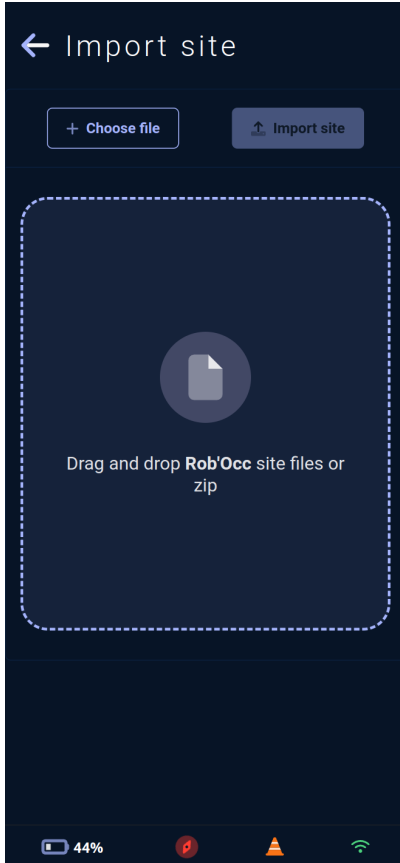 Import site
Choose file
Import site
Drag and drop Rob'Occ site files or
zip
44%